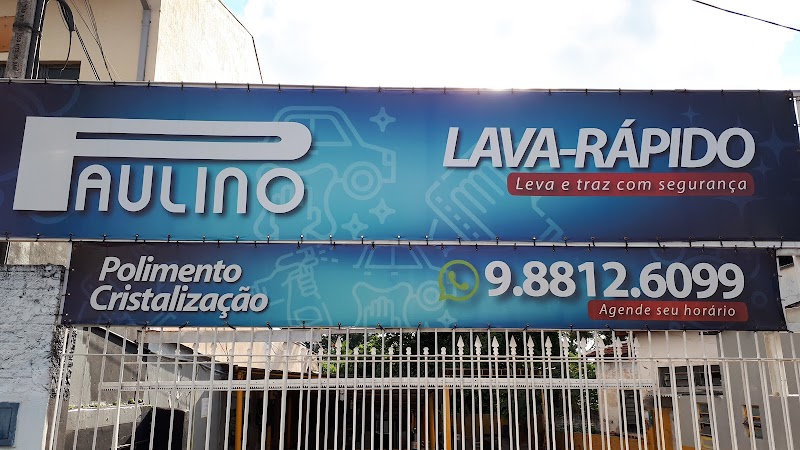 PAULINO
LAVA-RÁPIDO
Leva e traz com segurança
Polimento
Cristalização
9.8812.6099
Agende seu horário